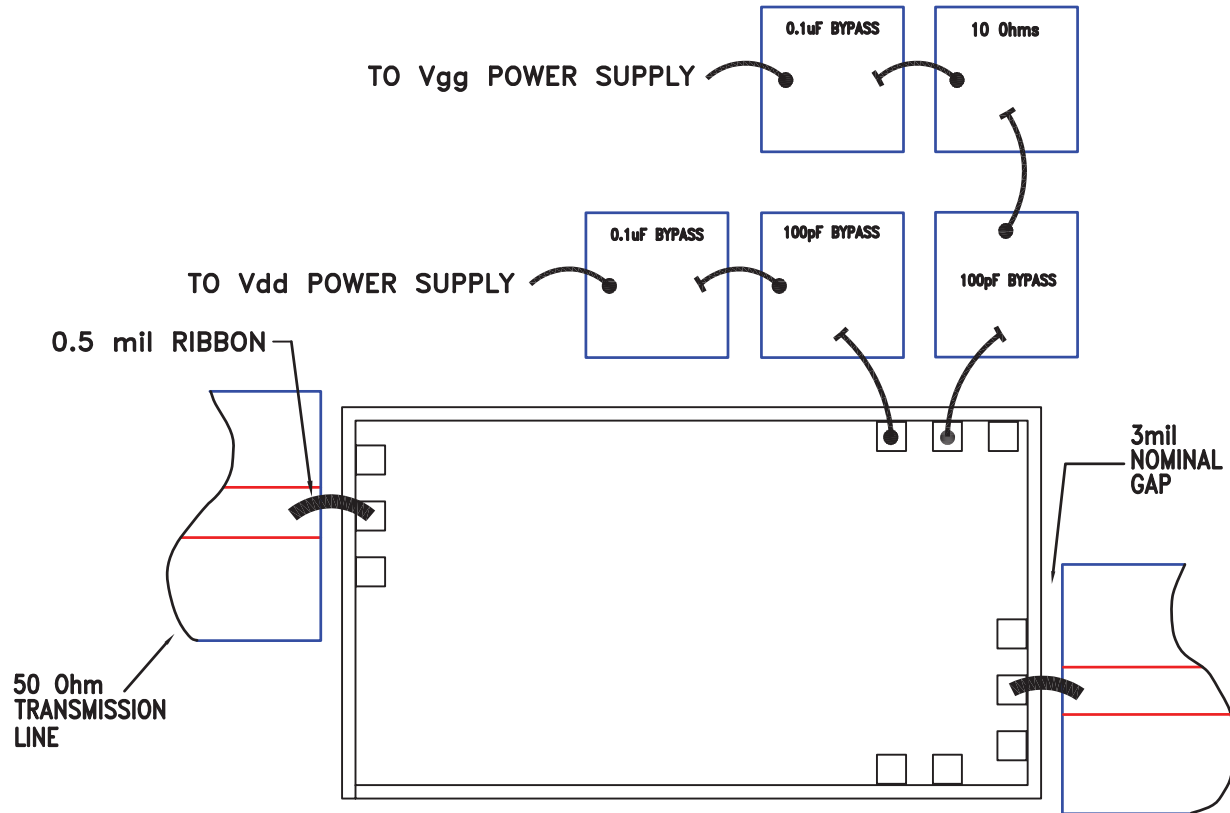 0.1uF BYPASS
10 Ohms
TO Vgg POWER SUPPLY
0.1uF BYPASS
100pF BYPASS
100pF BYPASS
TO Vdd POWER SUPPLY
0.5 mil RIBBON
3mil
NOMINAL
GAP
50 Ohm
TRANSMISSION
LINE